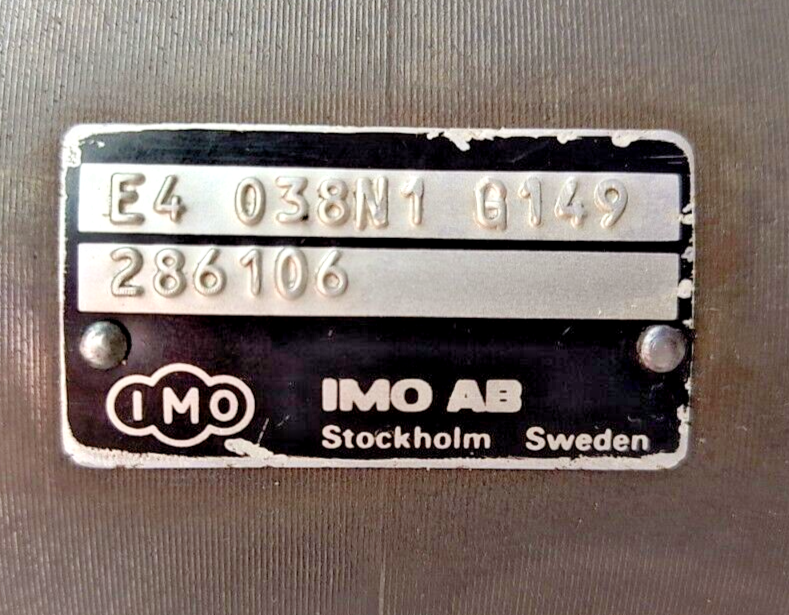 E4 038N1 G149
286106
IMO IMO AB
Stockholm Sweden